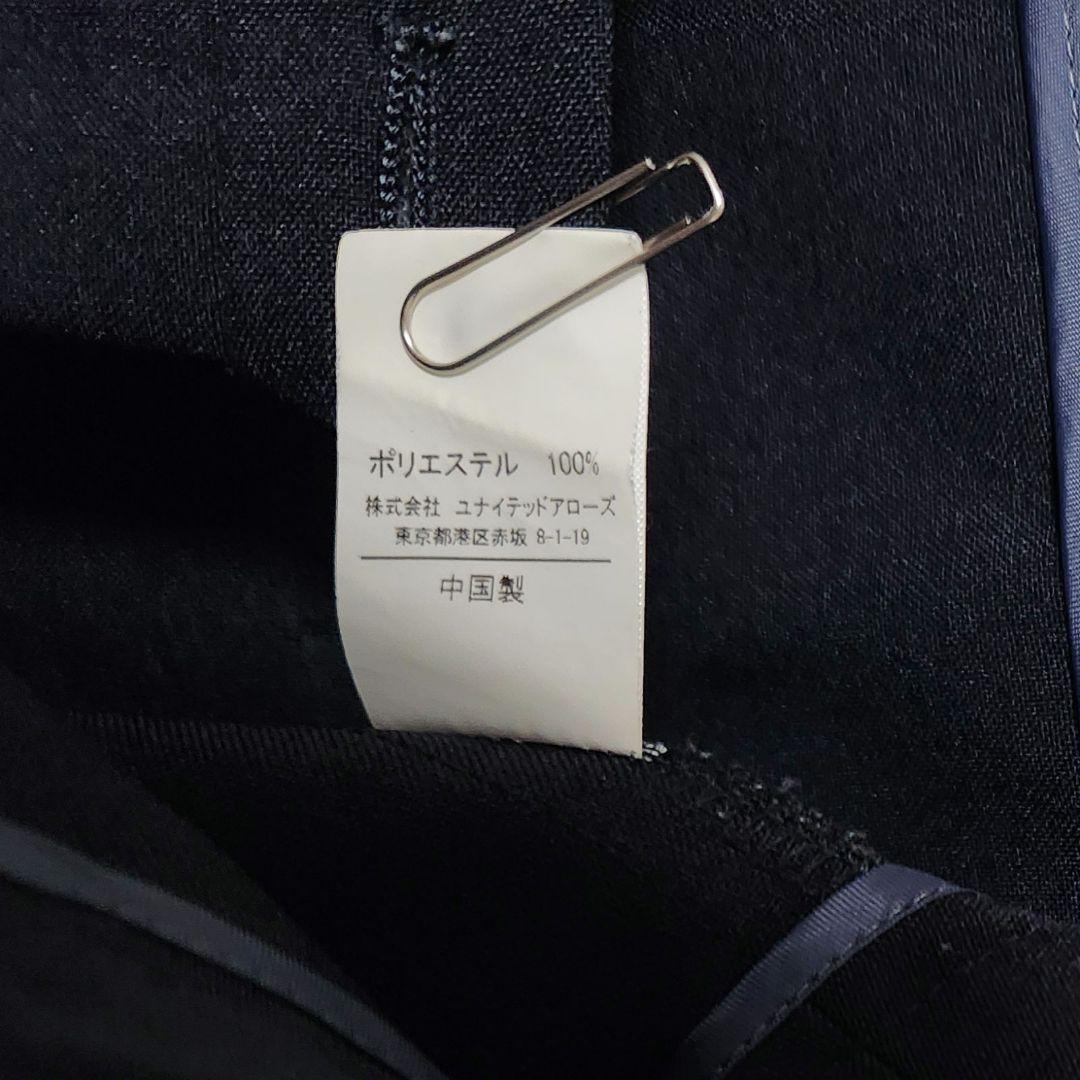 ポリエステル 100%
株式会社 ユナイテッドアローズ
東京都港区赤坂 8-1-19
中国製